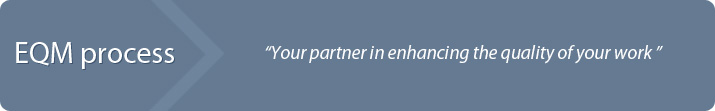 EQM process
“Your partner in enhancing the quality of your work ”